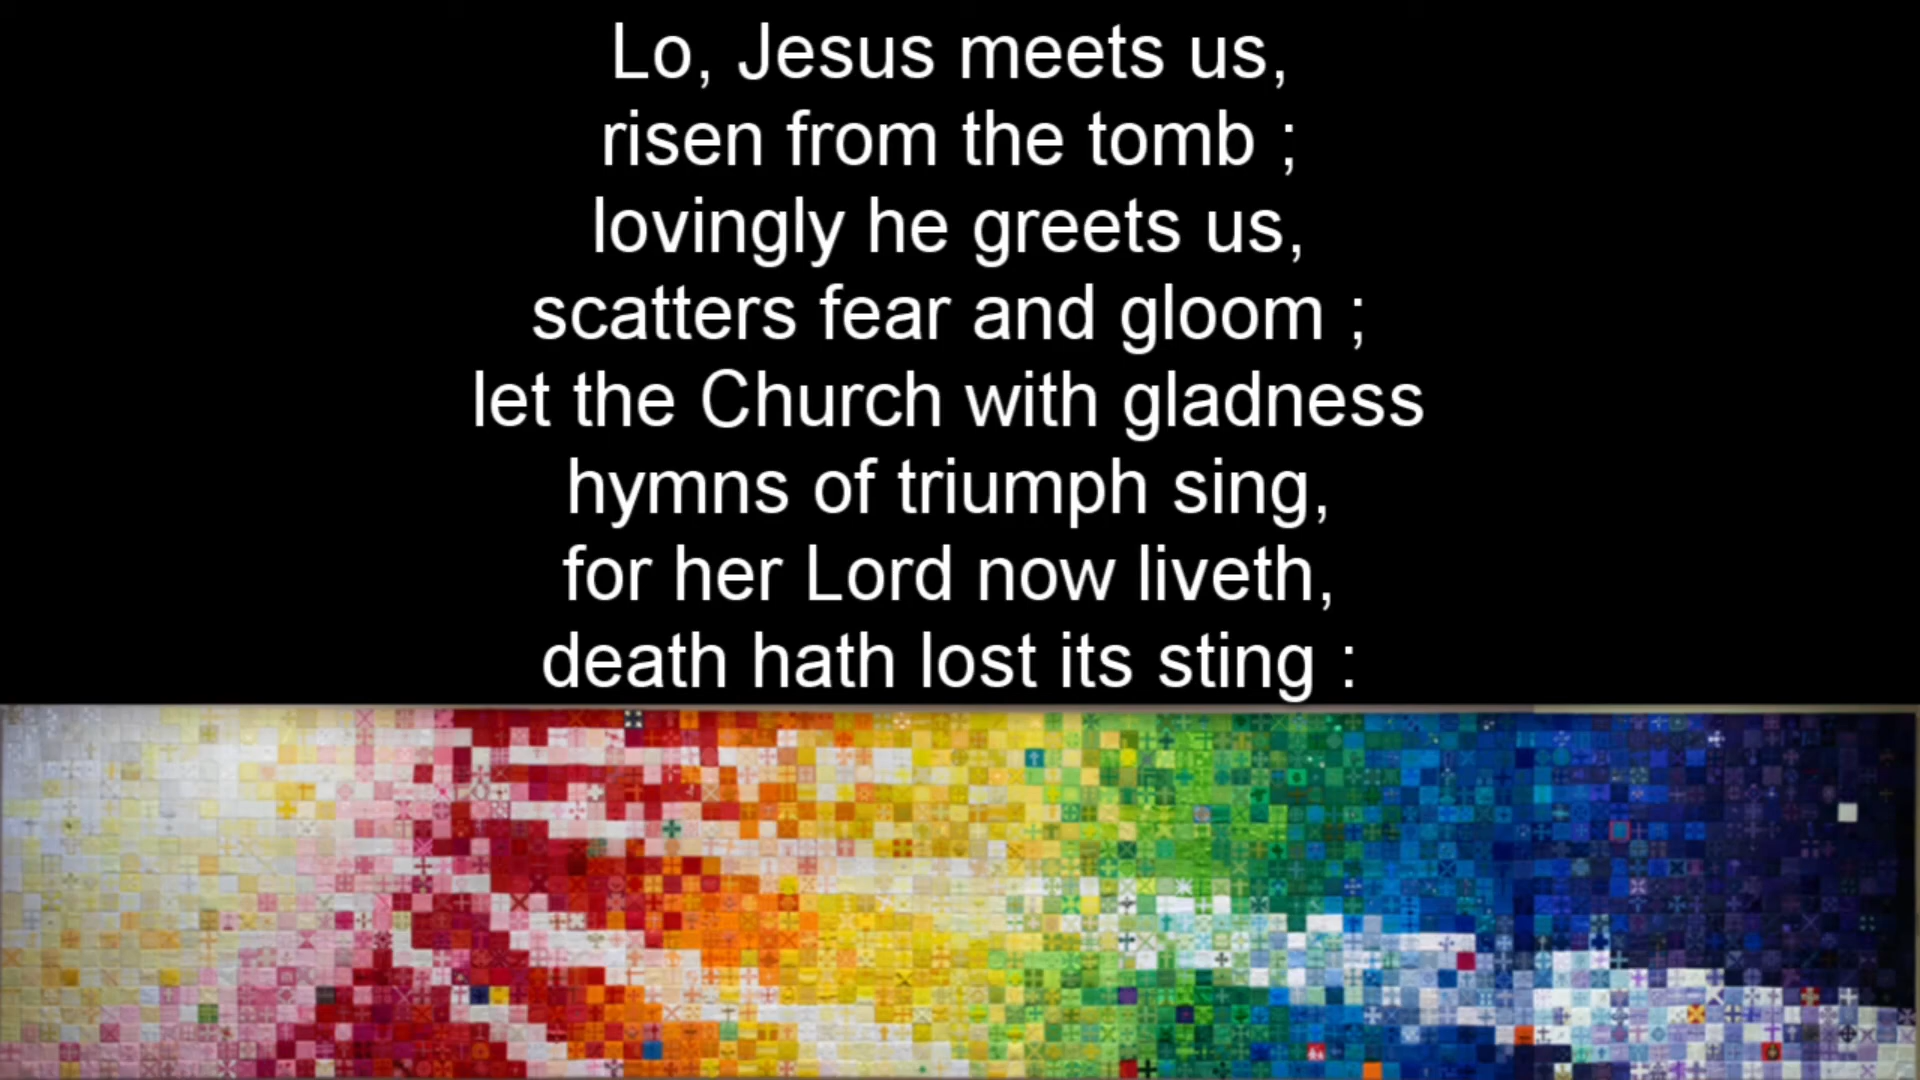 Lo, Jesus meets us,
risen from the tomb ;
lovingly he greets us,
scatters fear and gloom ;
let the Church with gladness
hymns of triumph sing,
for her Lord now liveth,
death hath lost its sting :